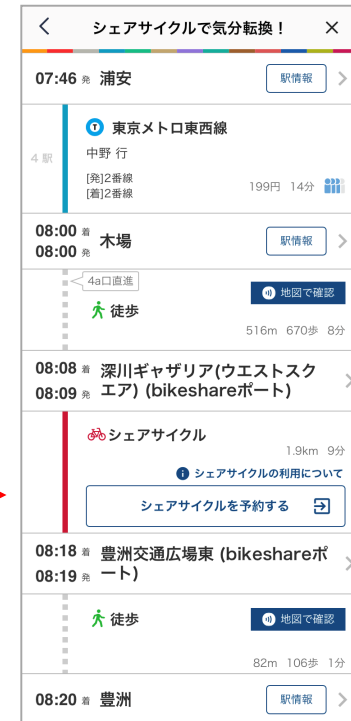 シェアサイクルで気分転換！
07:46 発 浦安 駅情報
東京メトロ東西線
4 駅
中野 行
[発]2番線
[着]2番線
199円 14分
08:00 着
08:00 発
木場 駅情報
4a口直進
地図で確認
徒歩
516m 670歩 8分
08:08 着
08:09 発
深川ギャザリア(ウエストスク
エア) (bikeshareポート)
シェアサイクル
1.9km 9分
シェアサイクルの利用について
シェアサイクルを予約する
08:18 着
08:19 発
豊洲交通広場東 (bikeshareポ
ート)
徒歩 地図で確認
82m 106歩 1分
08:20 着 豊洲 駅情報